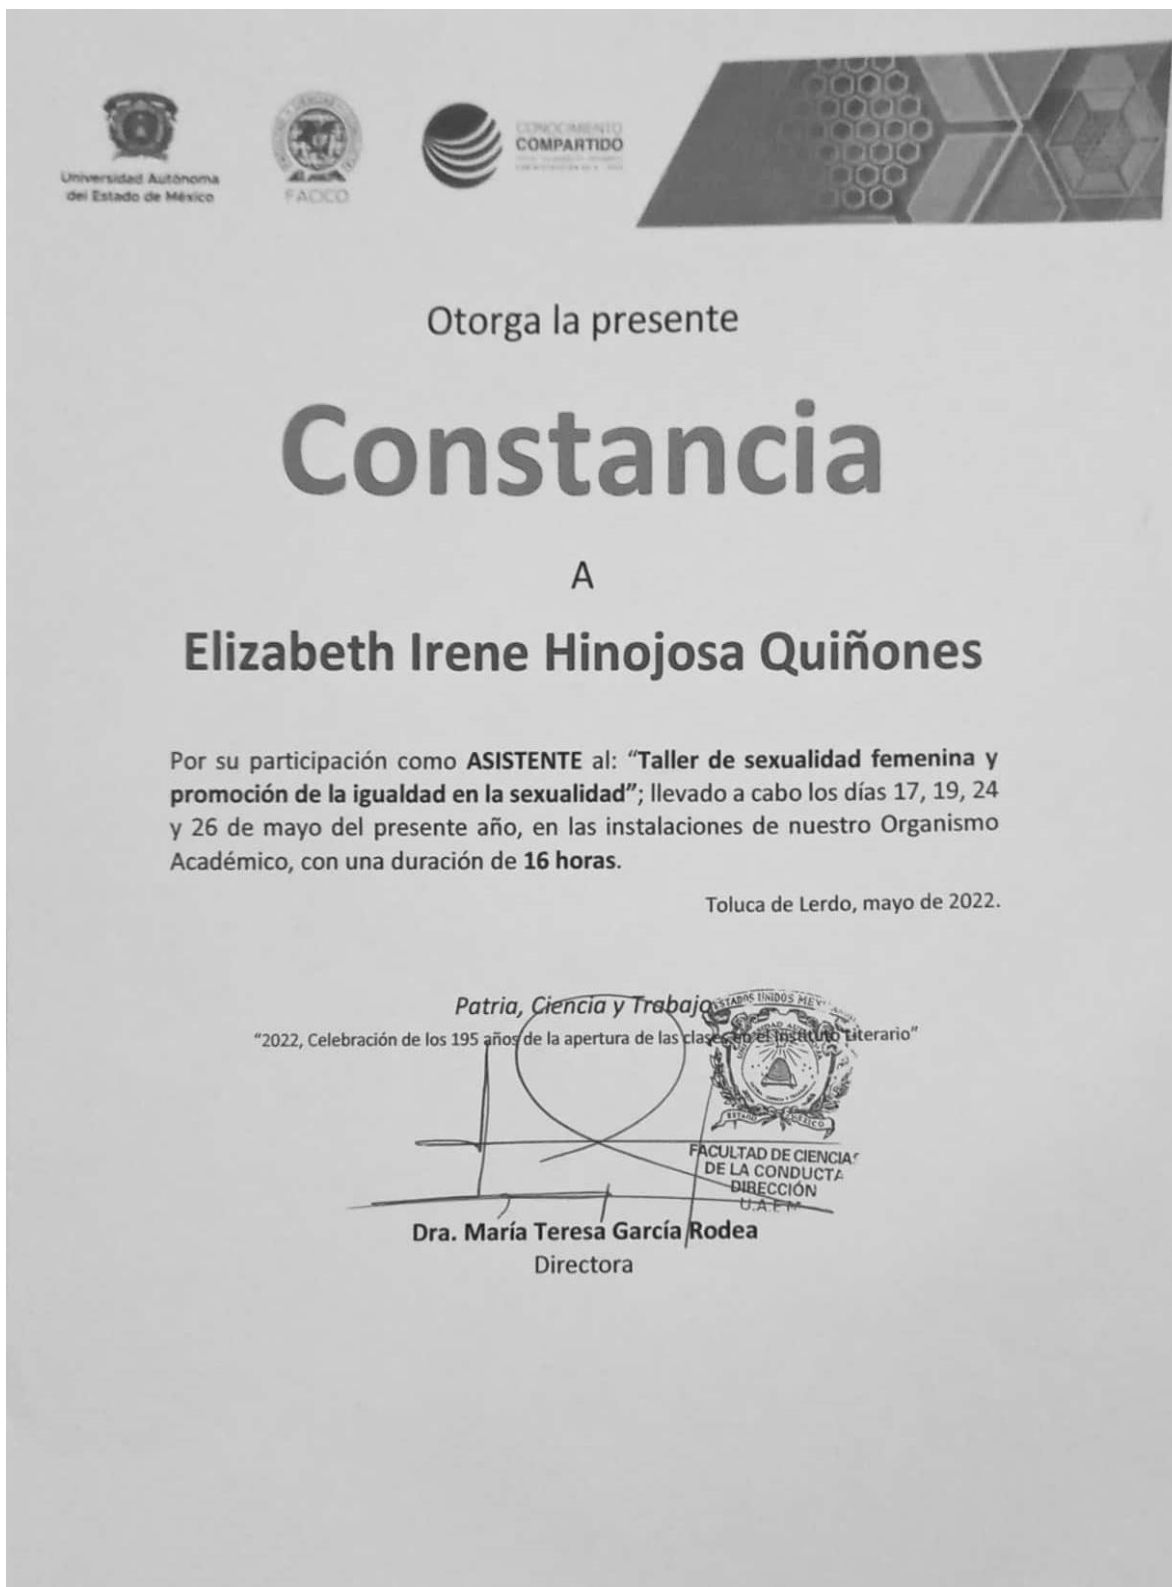 Universidad Autónoma
del Estado de México
FACICO
CONOCIMIENTO
COMPARTIDO
Otorga la presente
Constancia
A
Elizabeth Irene Hinojosa Quiñones
Por su participación como ASISTENTE al: “Taller de sexualidad femenina y
promoción de la igualdad en la sexualidad”; llevado a cabo los días 17, 19, 24
y 26 de mayo del presente año, en las instalaciones de nuestro Organismo
Académico, con una duración de 16 horas.
Toluca de Lerdo, mayo de 2022.
Patria, Ciencia y Trabajo
“2022, Celebración de los 195 años de la apertura de las clases en el Instituto Literario”
ESTADOS UNIDOS
FACULTAD DE CIENCIAS
DE LA CONDUCTA
DIRECCIÓN
U.A.E M
Dra. María Teresa García Rodea
Directora